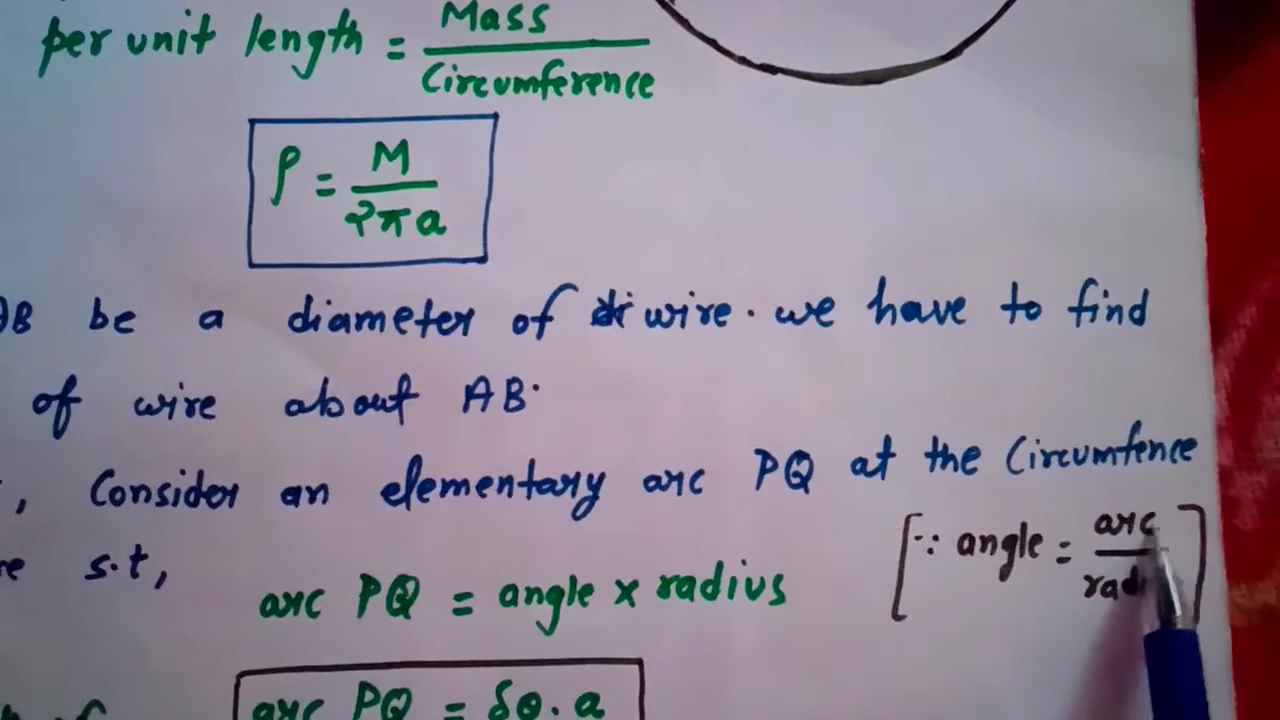 per unit length = Mass / Circumference
ρ = M / 2πa
AB be a diameter of wire. we have to find
of wire about AB.
, Consider an elementary arc PQ at the Circumfence
s.t,
[∵ angle = arc / rad]
arc PQ = angle × radius
arc PQ = δθ. a